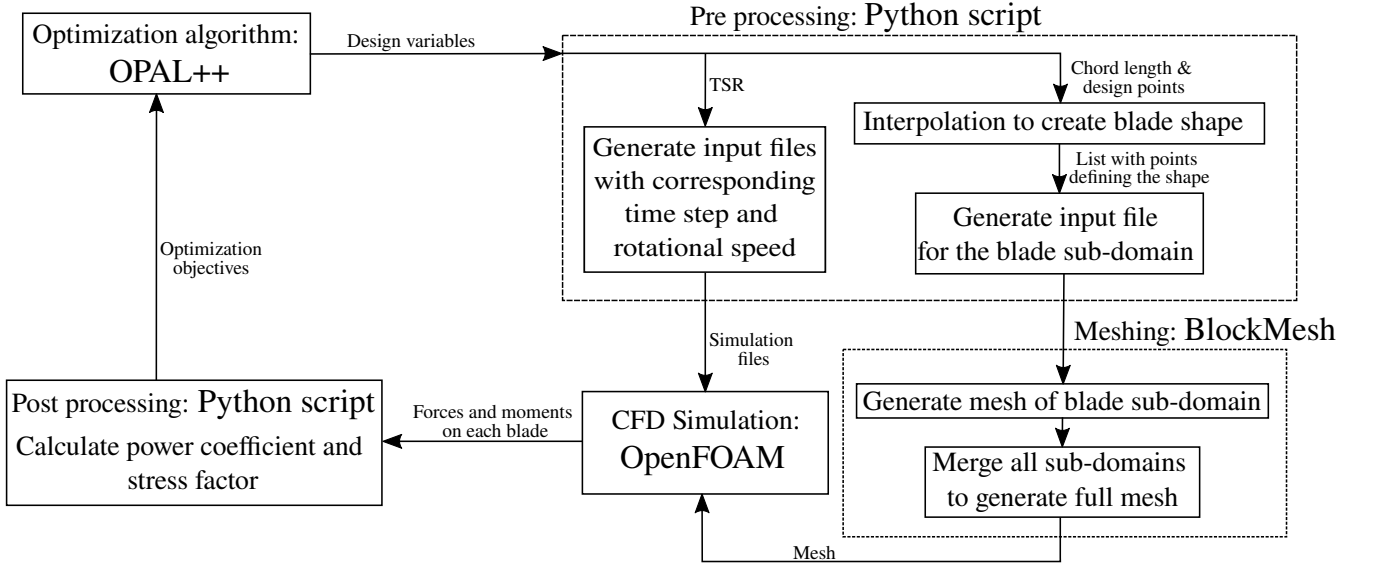 Pre processing: Python script
Optimization algorithm:
OPAL++
Design variables
TSR
Chord length &
design points
Interpolation to create blade shape
List with points
defining the shape
Generate input files
with corresponding
time step and
rotational speed
Generate input file
for the blade sub-domain
Optimization
objectives
Simulation
files
Meshing: BlockMesh
Generate mesh of blade sub-domain
Merge all sub-domains
to generate full mesh
Mesh
CFD Simulation:
OpenFOAM
Forces and moments
on each blade
Post processing: Python script
Calculate power coefficient and
stress factor